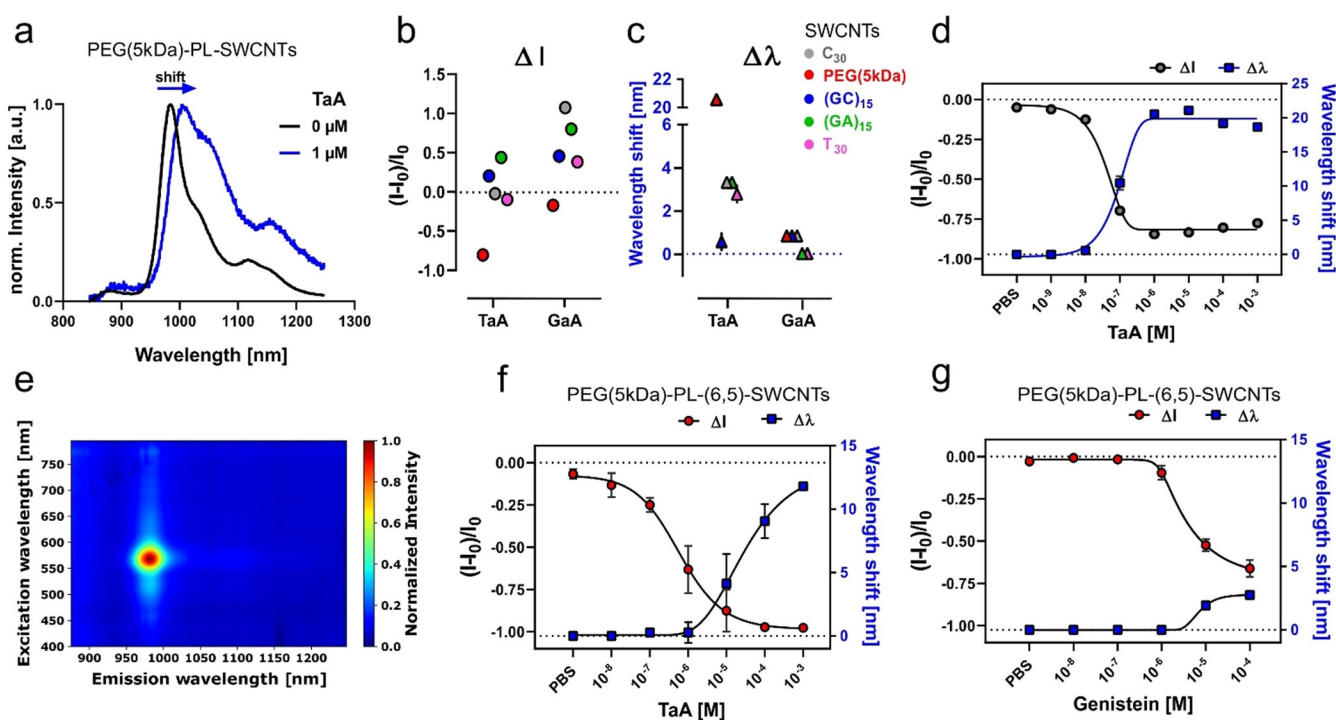 a
PEG(5kDa)-PL-SWCNTs
shift
TaA
0 µM
1 µM
norm. Intensity [a.u.]
1.0
0.5
0.0
800 900 1000 1100 1200 1300
Wavelength [nm]
b
ΔI
(I-I₀)/I₀
1.5
1.0
0.5
0.0
-0.5
-1.0
TaA GaA
c
Δλ
Wavelength shift [nm]
22
20
6
4
2
0
TaA GaA
SWCNTs
C₃₀
PEG(5kDa)
(GC)₁₅
(GA)₁₅
T₃₀
d
ΔI Δλ
(I-I₀)/I₀
0.00
-0.25
-0.50
-0.75
-1.00
Wavelength shift [nm]
25
20
15
10
5
0
PBS 10⁻⁹ 10⁻⁸ 10⁻⁷ 10⁻⁶ 10⁻⁵ 10⁻⁴ 10⁻³
TaA [M]
e
Excitation wavelength [nm]
750
700
650
600
550
500
450
400
900 950 1000 1050 1100 1150 1200
Emission wavelength [nm]
Normalized Intensity
1.0
0.8
0.6
0.4
0.2
0.0
f
PEG(5kDa)-PL-(6,5)-SWCNTs
ΔI Δλ
(I-I₀)/I₀
0.00
-0.25
-0.50
-0.75
-1.00
Wavelength shift [nm]
15
10
5
0
PBS 10⁻⁸ 10⁻⁷ 10⁻⁶ 10⁻⁵ 10⁻⁴ 10⁻³
TaA [M]
g
PEG(5kDa)-PL-(6,5)-SWCNTs
ΔI Δλ
(I-I₀)/I₀
0.00
-0.25
-0.50
-0.75
-1.00
Wavelength shift [nm]
15
10
5
0
PBS 10⁻⁸ 10⁻⁷ 10⁻⁶ 10⁻⁵ 10⁻⁴
Genistein [M]